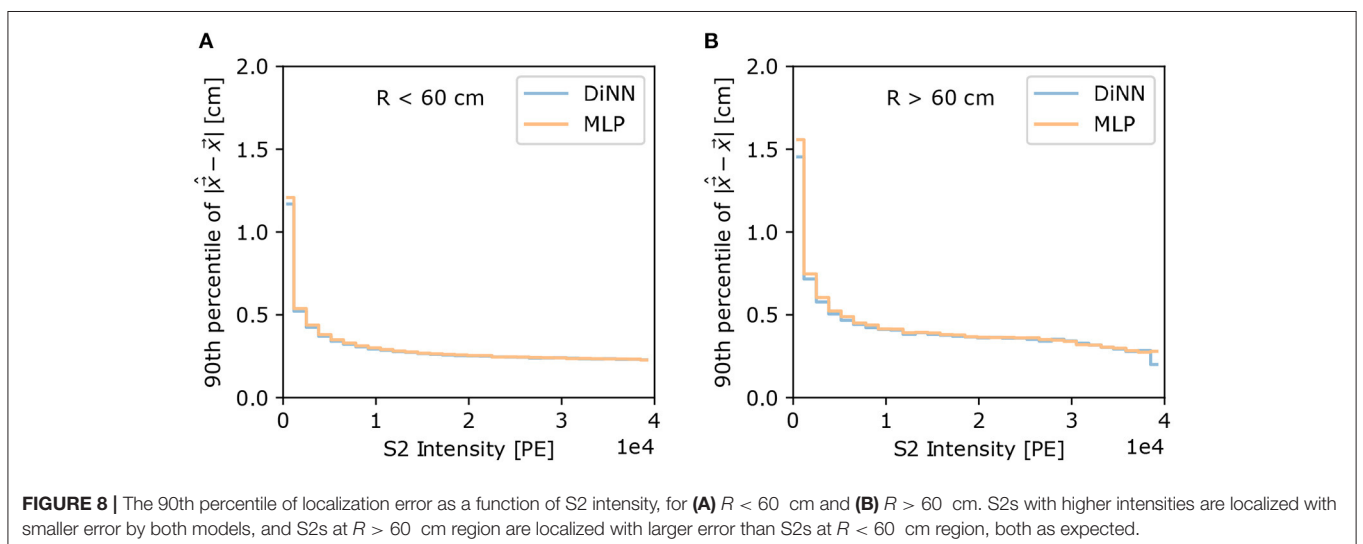 A
B
2.0
1.5
1.0
0.5
0.0
90th percentile of |x̂⃗ − x⃗| [cm]
R < 60 cm
DiNN
MLP
0
1
2
3
4
1e4
S2 Intensity [PE]
2.0
1.5
1.0
0.5
0.0
90th percentile of |x̂⃗ − x⃗| [cm]
R > 60 cm
DiNN
MLP
0
1
2
3
4
1e4
S2 Intensity [PE]
FIGURE 8 | The 90th percentile of localization error as a function of S2 intensity, for (A) R < 60 cm and (B) R > 60 cm. S2s with higher intensities are localized with
smaller error by both models, and S2s at R > 60 cm region are localized with larger error than S2s at R < 60 cm region, both as expected.